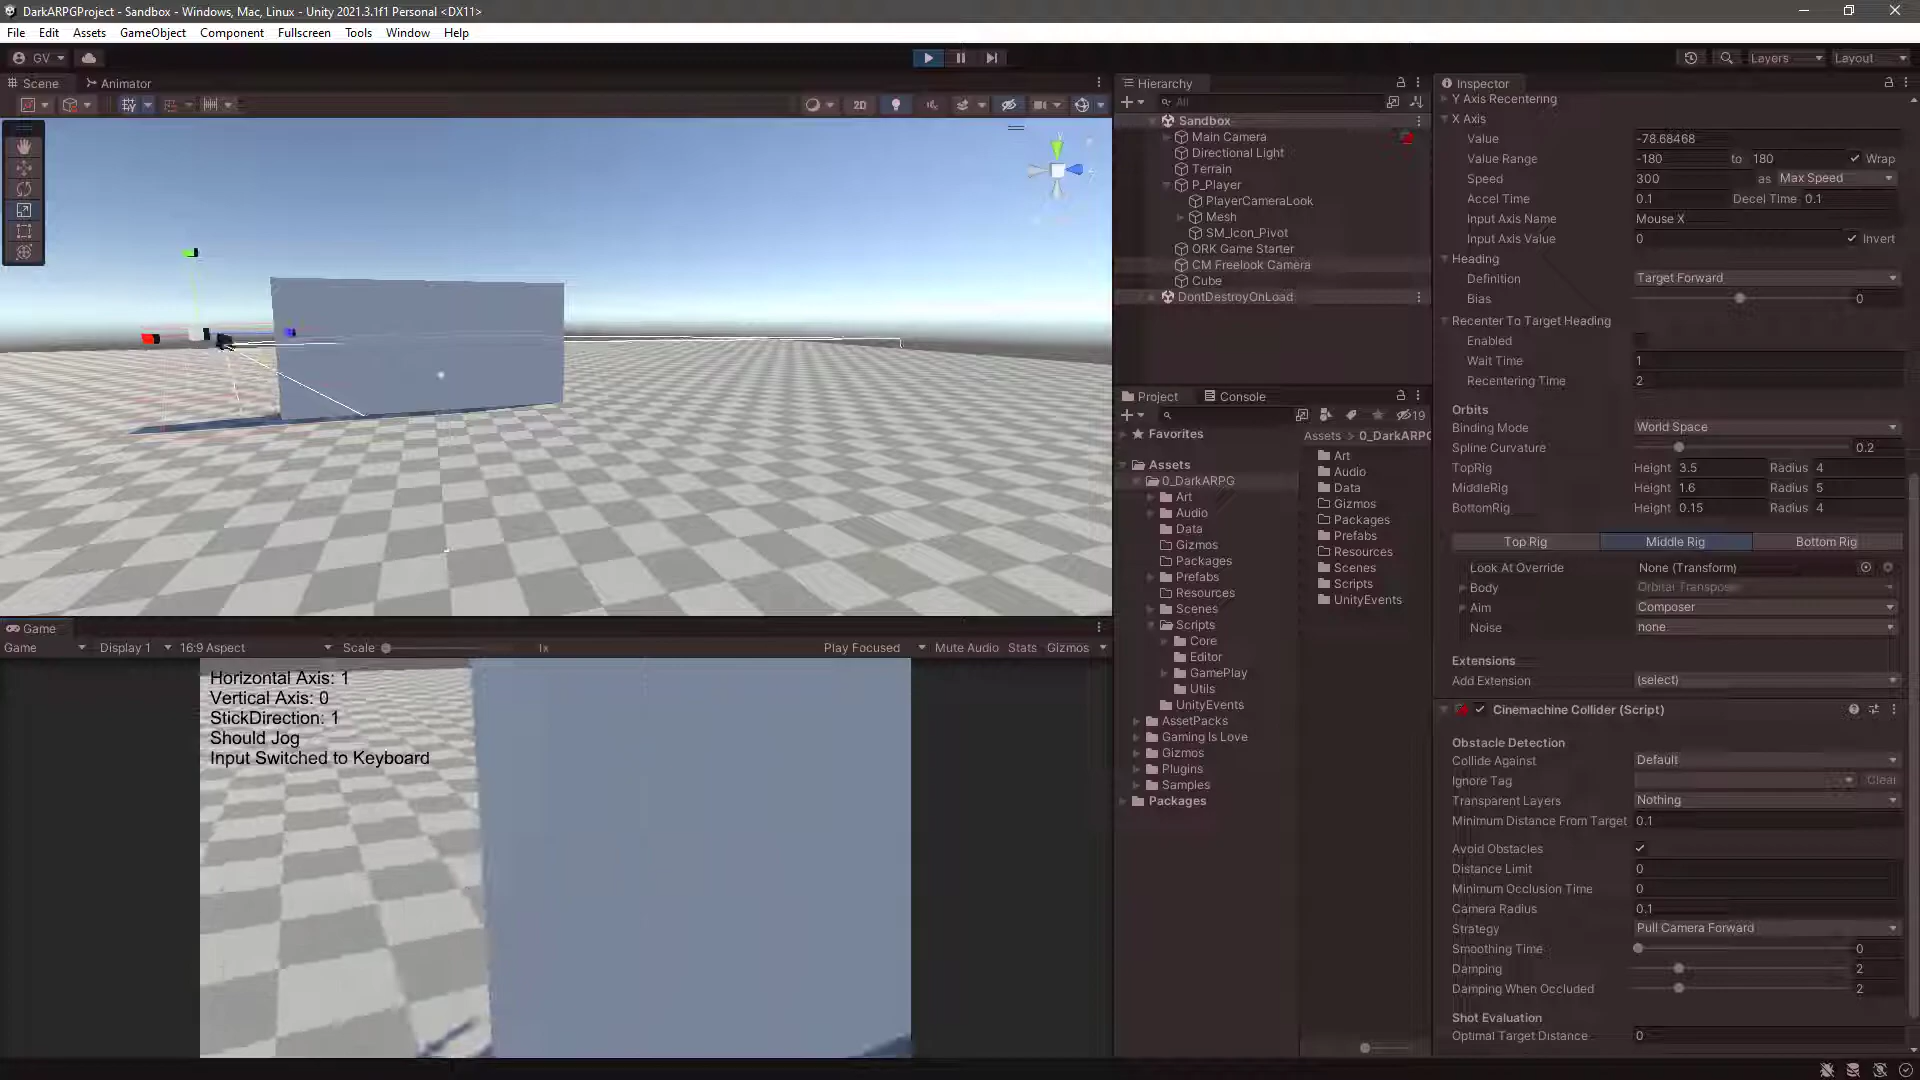 DarkARPGProject - Sandbox - Windows, Mac, Linux - Unity 2021.3.1f1 Personal <DX11>
File Edit Assets GameObject Component Fullscreen Tools Window Help
GV
Layers Layout
Scene Animator
2D
Hierarchy
All
Sandbox
Main Camera
Directional Light
Terrain
P_Player
PlayerCameraLook
Mesh
SM_Icon_Pivot
ORK Game Starter
CM Freelook Camera
Cube
DontDestroyOnLoad
Game
Game Display 1 16:9 Aspect Scale 1x Play Focused Mute Audio Stats Gizmos
Horizontal Axis: 1
Vertical Axis: 0
StickDirection: 1
Should Jog
Input Switched to Keyboard
Project Console
19
Favorites
Assets
0_DarkARPG
Art
Audio
Data
Gizmos
Packages
Prefabs
Resources
Scenes
Scripts
Core
Editor
GamePlay
Utils
UnityEvents
AssetPacks
Gaming Is Love
Gizmos
Plugins
Samples
Packages
Assets > 0_DarkARPG
Art
Audio
Data
Gizmos
Packages
Prefabs
Resources
Scenes
Scripts
UnityEvents
Inspector
Y Axis Recentering
X Axis
Value -78.68468
Value Range -180 to 180 Wrap
Speed 300 as Max Speed
Accel Time 0.1 Decel Time 0.1
Input Axis Name Mouse X
Input Axis Value 0 Invert
Heading
Definition Target Forward
Bias 0
Recenter To Target Heading
Enabled
Wait Time 1
Recentering Time 2
Orbits
Binding Mode World Space
Spline Curvature 0.2
TopRig Height 3.5 Radius 4
MiddleRig Height 1.6 Radius 5
BottomRig Height 0.15 Radius 4
Top Rig Middle Rig Bottom Rig
Look At Override None (Transform)
Body Orbital Transpose
Aim Composer
Noise none
Extensions
Add Extension (select)
Cinemachine Collider (Script)
Obstacle Detection
Collide Against Default
Ignore Tag Clear
Transparent Layers Nothing
Minimum Distance From Target 0.1
Avoid Obstacles
Distance Limit 0
Minimum Occlusion Time 0
Camera Radius 0.1
Strategy Pull Camera Forward
Smoothing Time 0
Damping 2
Damping When Occluded 2
Shot Evaluation
Optimal Target Distance 0